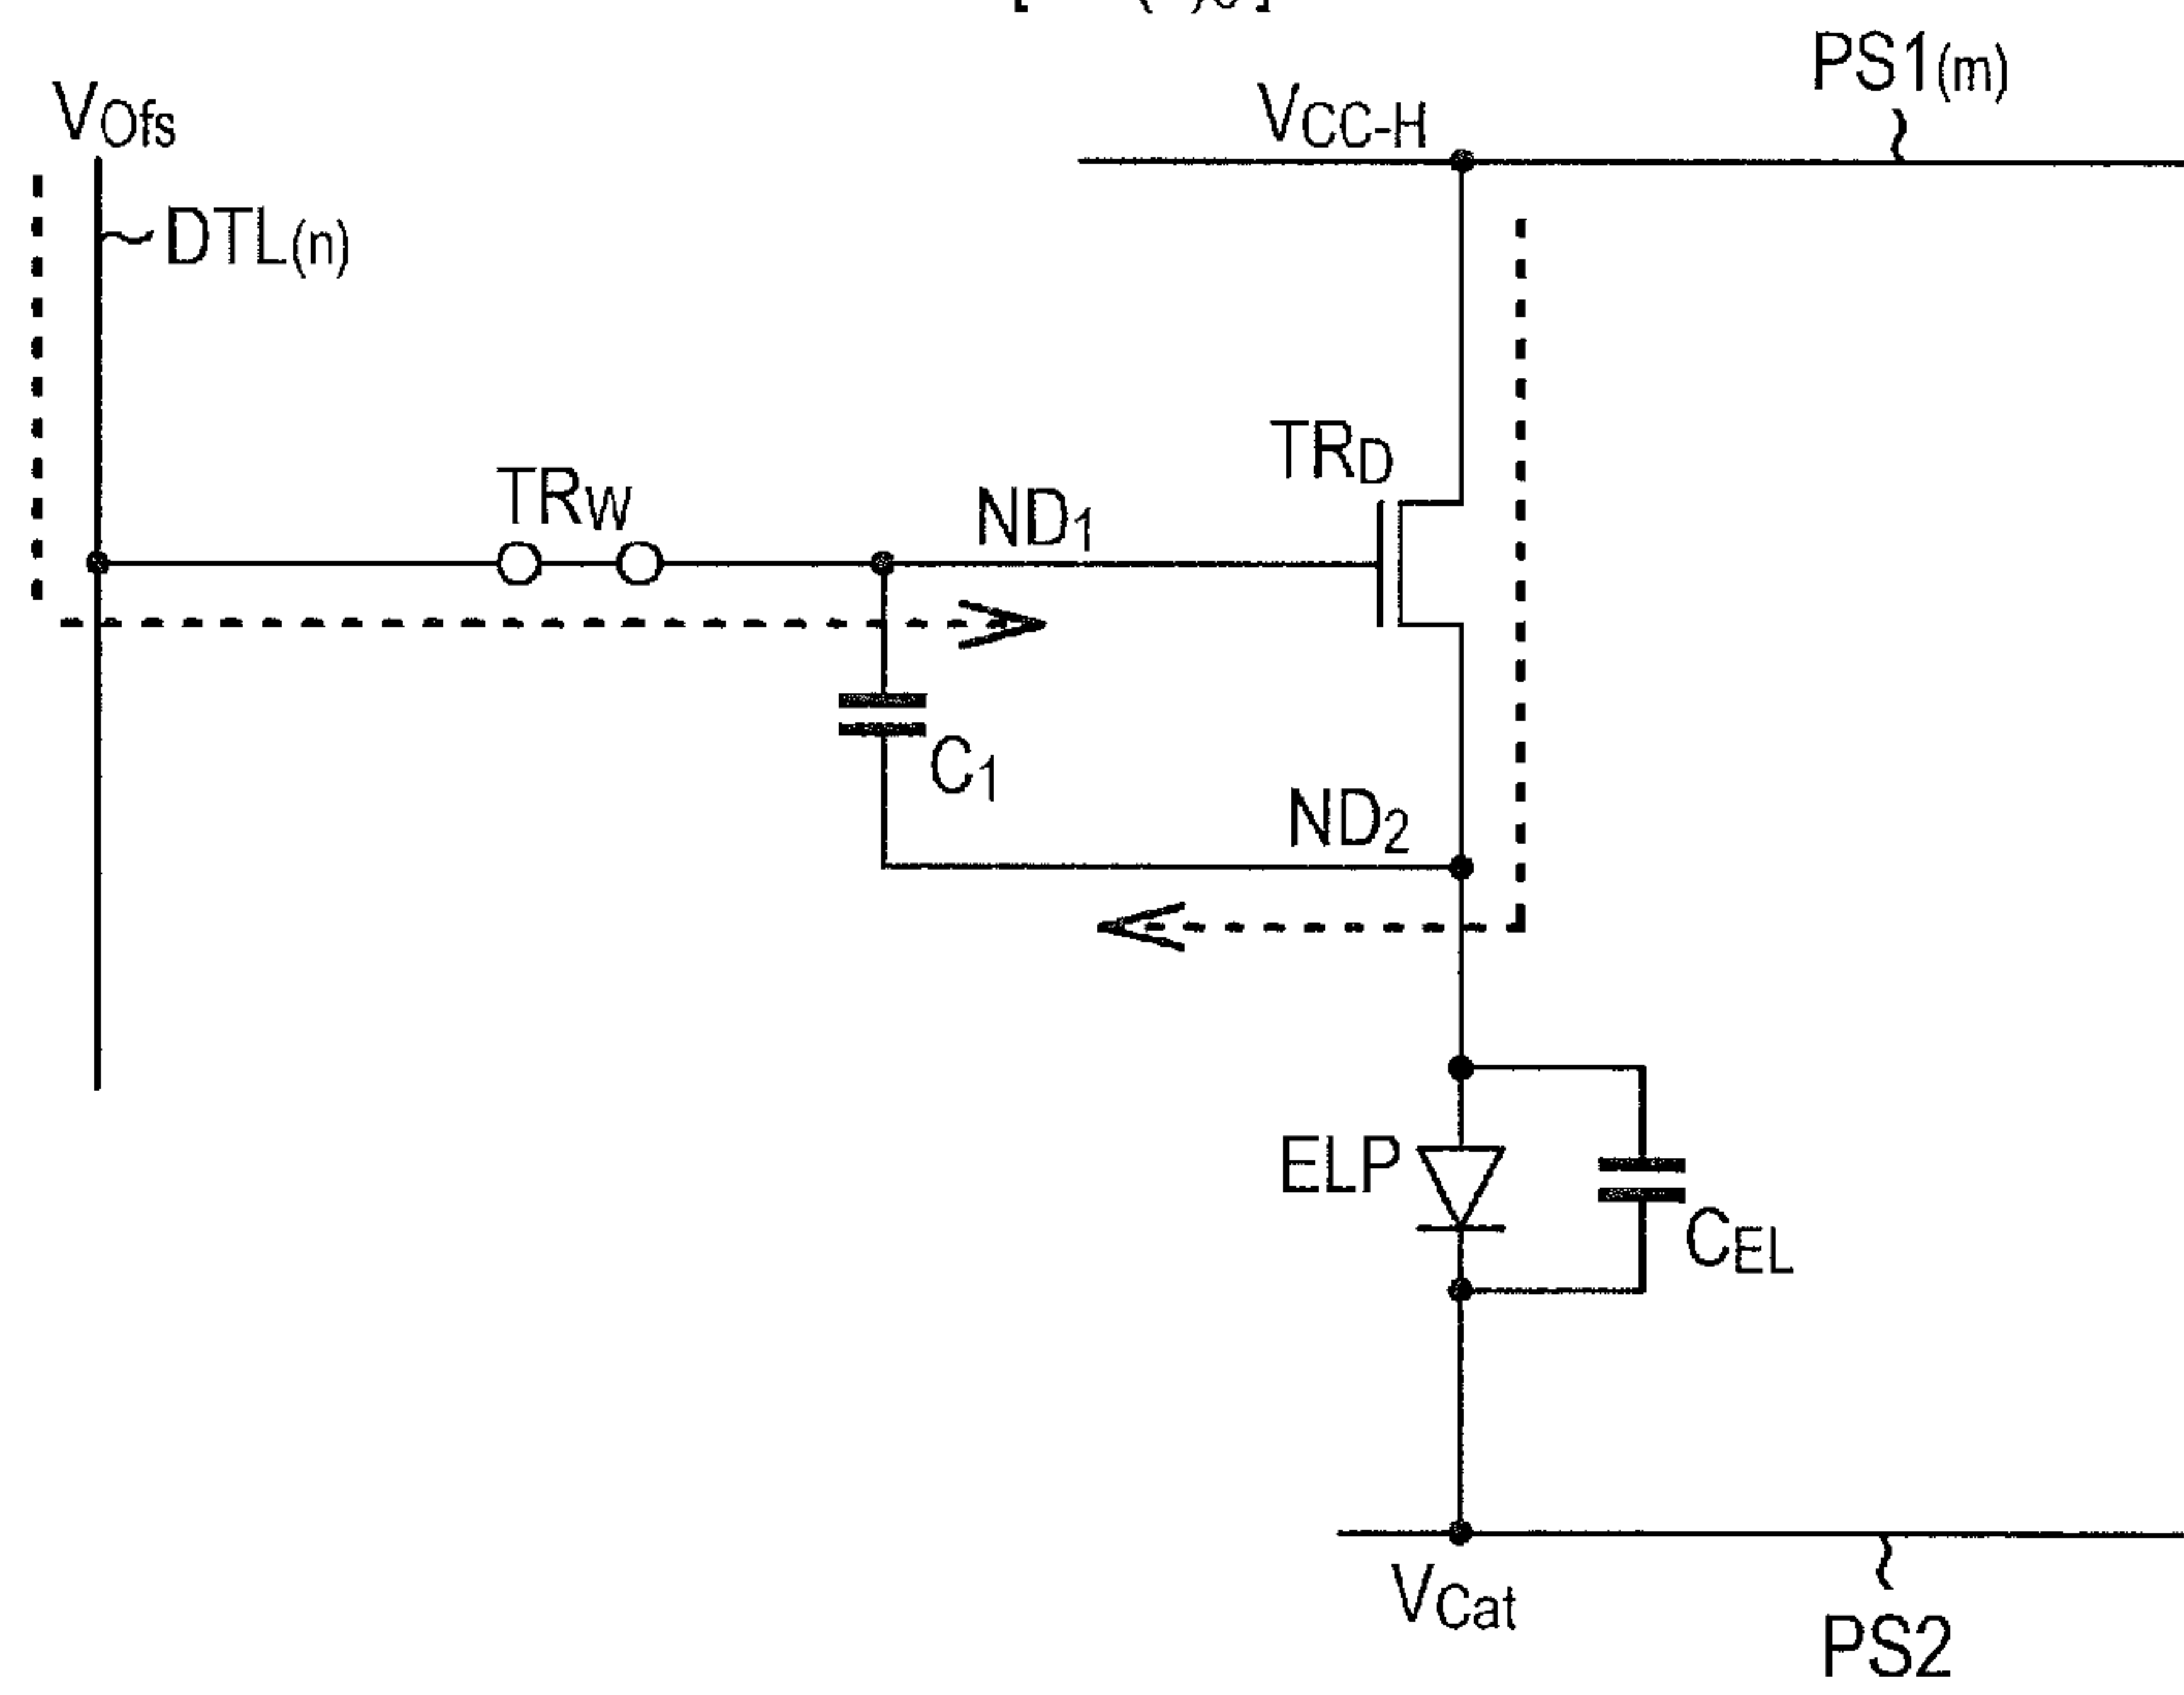 PS1(m)
VOfs
VCC-H
DTL(n)
TRD
TRW
ND1
C1
ND2
ELP
CEL
VCat
PS2